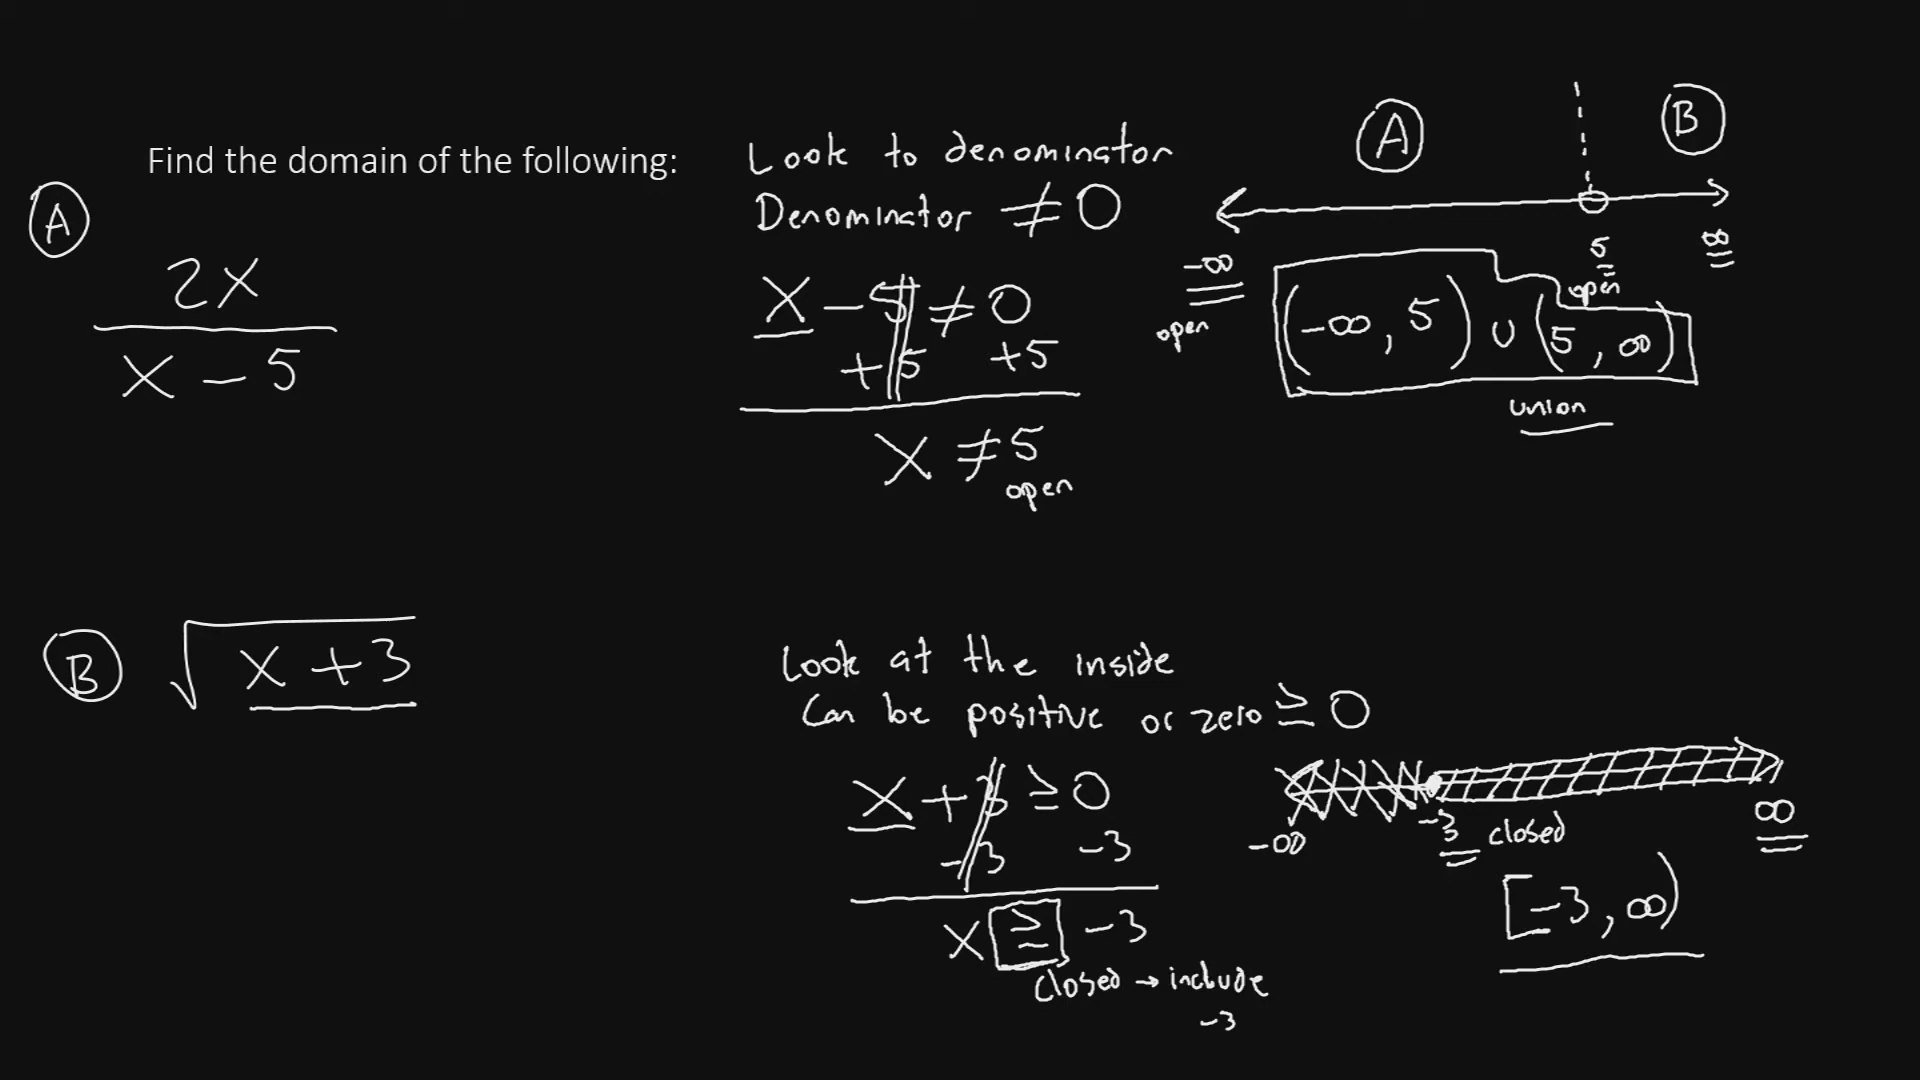 Find the domain of the following:
A
2x
x - 5
Look to denominator
Denominator ≠ 0
x - 5 ≠ 0
+5 +5
x ≠ 5
open
A
B
-∞
open
5
open
∞
(-∞, 5) ∪ (5, ∞)
union
B
√x + 3
Look at the inside
Can be positive or zero ≥ 0
x + 3 ≥ 0
-3 -3
x ≥ -3
closed → include
-3
-∞
-3 closed
∞
[-3, ∞)